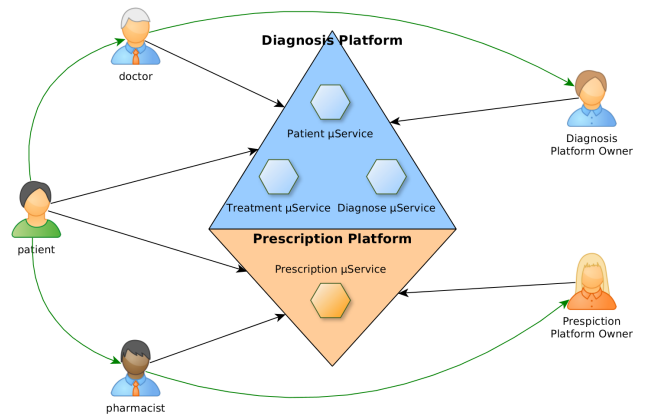 Diagnosis Platform
doctor
Patient µService
Diagnosis
Platform Owner
Treatment µService
Diagnose µService
Prescription Platform
patient
Prescription µService
Prespiction
Platform Owner
pharmacist